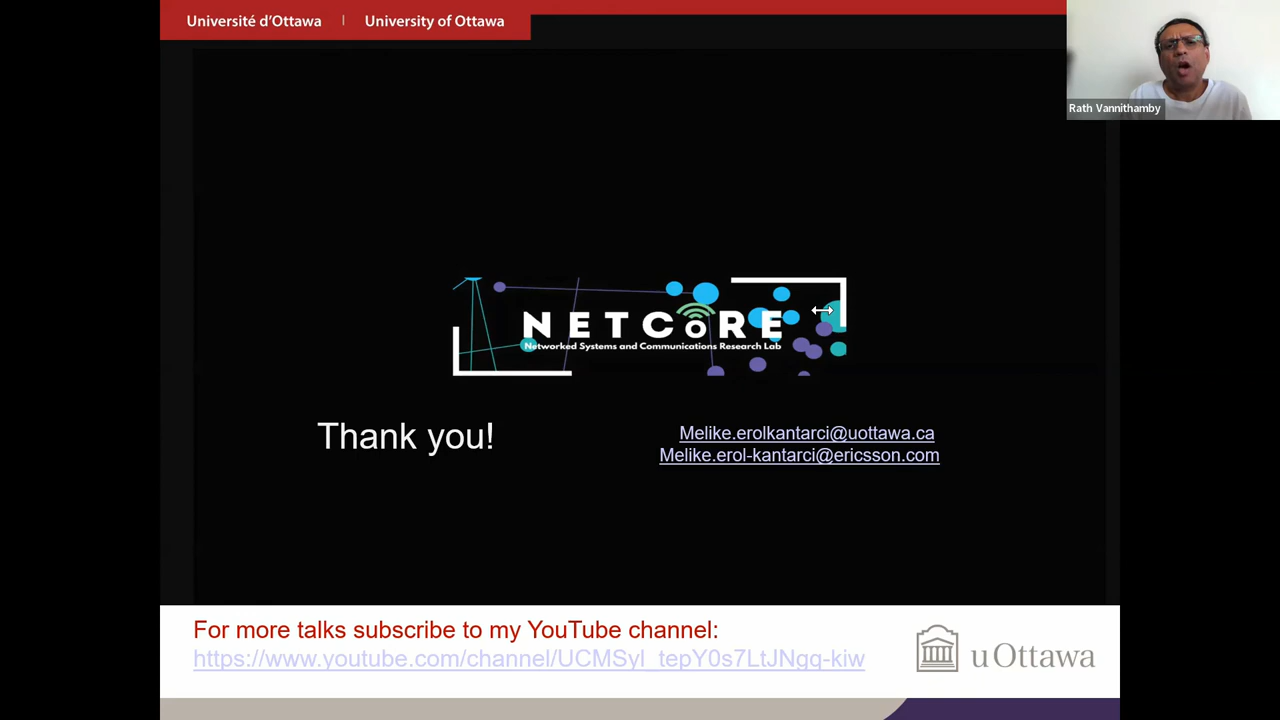 Université d'Ottawa | University of Ottawa
Rath Vannithamby
NETCoRE
Networked Systems and Communications Research Lab
Thank you!
Melike.erolkantarci@uottawa.ca
Melike.erol-kantarci@ericsson.com
For more talks subscribe to my YouTube channel:
https://www.youtube.com/channel/UCMSyl_tepY0s7LtJNgq-kiw
uOttawa